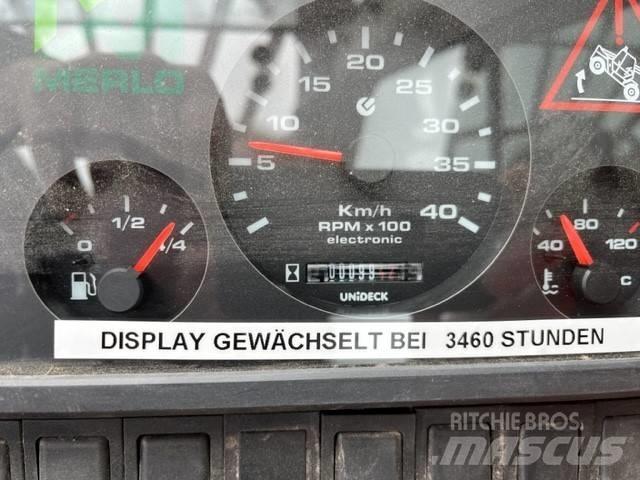 MERLO
5 10 15 20 25 30 35 40
Km/h
RPM x 100
electronic
UNiDECK
0 1/2 4/4
40 80 120
C
DISPLAY GEWÄCHSELT BEI 3460 STUNDEN
RITCHIE BROS.
MASCUS